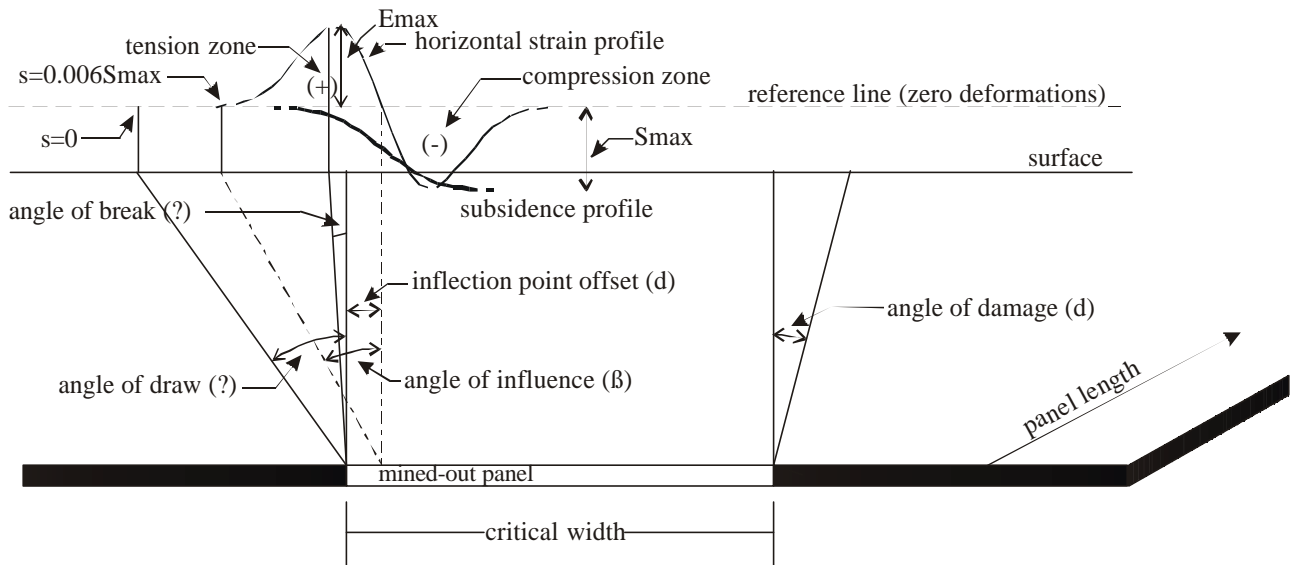 Emax
tension zone
horizontal strain profile
s=0.006Smax
(+)
compression zone
reference line (zero deformations)
s=0
(-)
Smax
surface
angle of break (?)
subsidence profile
inflection point offset (d)
angle of damage (d)
angle of draw (?)
angle of influence (ß)
panel length
mined-out panel
critical width